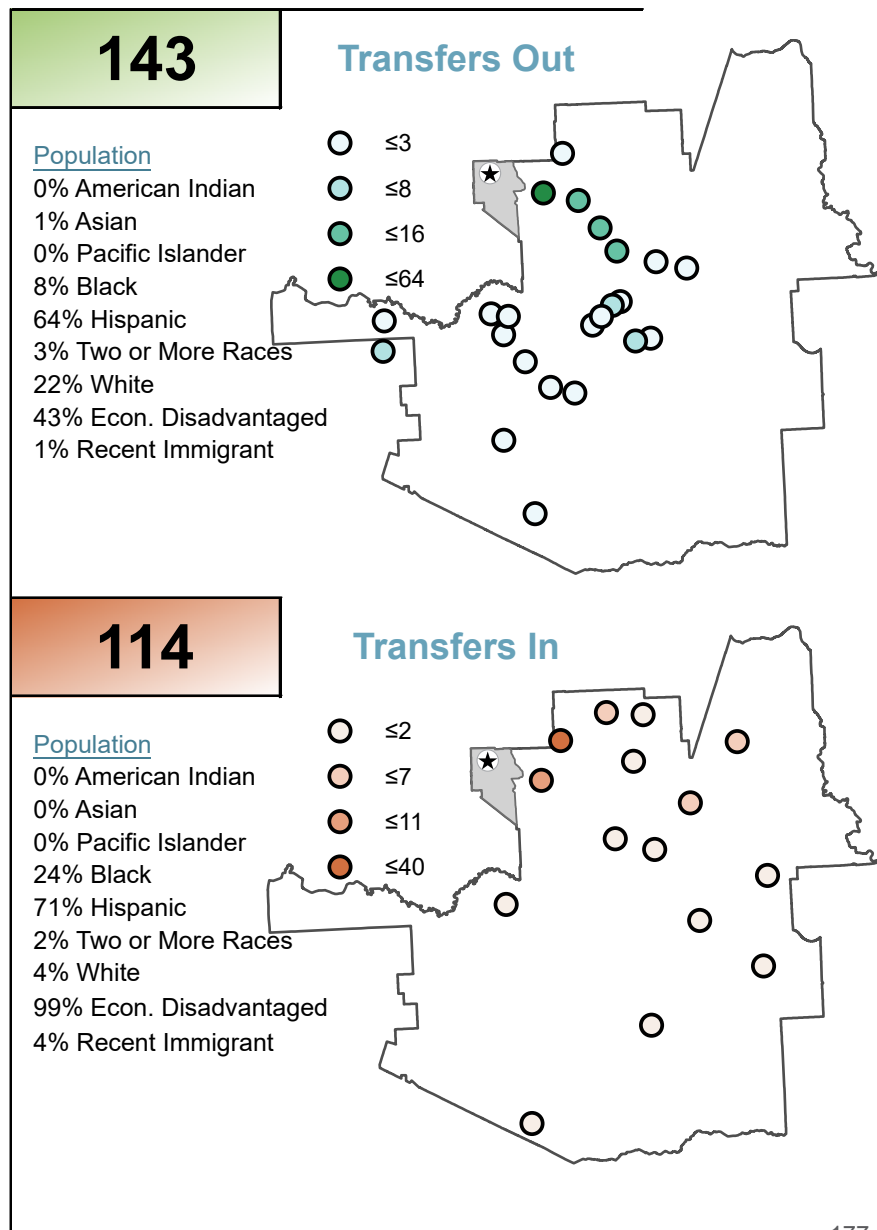 143
Transfers Out
Population
0% American Indian
1% Asian
0% Pacific Islander
8% Black
64% Hispanic
3% Two or More Races
22% White
43% Econ. Disadvantaged
1% Recent Immigrant
≤3
≤8
≤16
≤64
114
Transfers In
Population
0% American Indian
0% Asian
0% Pacific Islander
24% Black
71% Hispanic
2% Two or More Races
4% White
99% Econ. Disadvantaged
4% Recent Immigrant
≤2
≤7
≤11
≤40